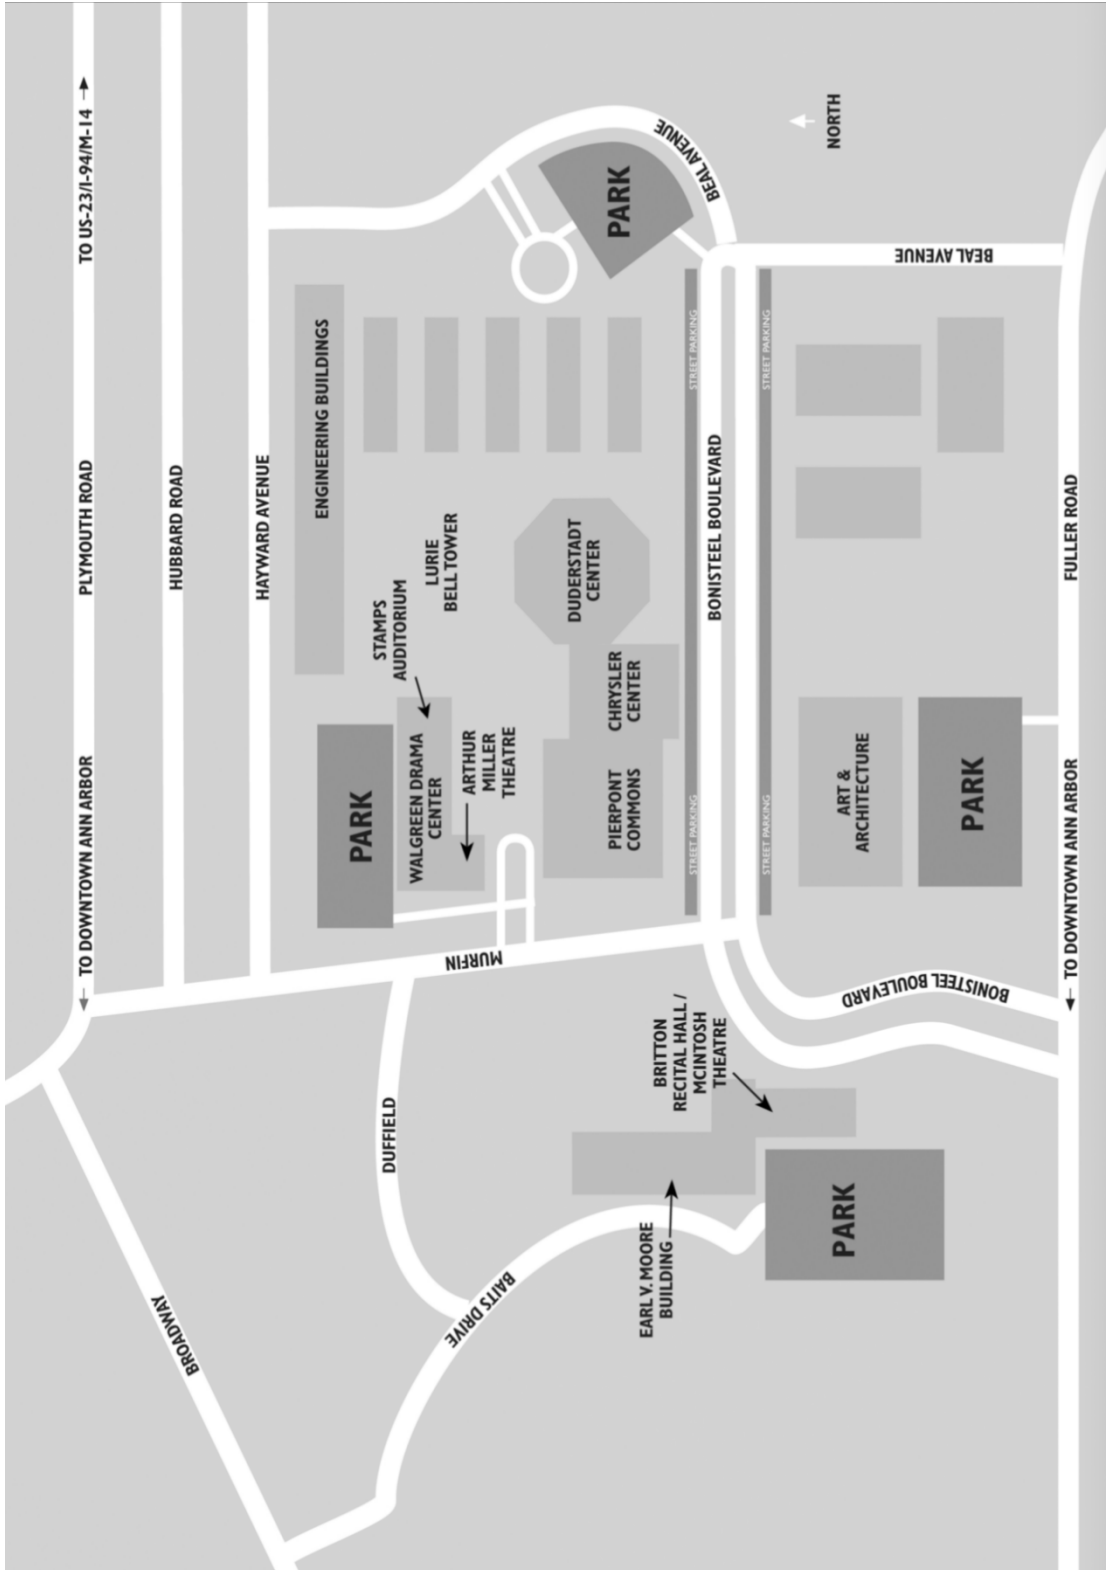 TO DOWNTOWN ANN ARBOR
PLYMOUTH ROAD
TO US-23/I-94/M-14
HUBBARD ROAD
HAYWARD AVENUE
BROADWAY
DUFFIELD
BAITS DRIVE
MURFIN
PARK
ENGINEERING BUILDINGS
STAMPS
AUDITORIUM
WALGREEN DRAMA
CENTER
LURIE
BELL TOWER
ARTHUR
MILLER
THEATRE
DUDERSTADT
CENTER
CHRYSLER
CENTER
PIERPONT
COMMONS
PARK
BEAL AVENUE
NORTH
STREET PARKING
STREET PARKING
BONISTEEL BOULEVARD
STREET PARKING
STREET PARKING
EARL V. MOORE
BUILDING
BRITTON
RECITAL HALL /
MCINTOSH
THEATRE
PARK
BONISTEEL BOULEVARD
ART &
ARCHITECTURE
PARK
BEAL AVENUE
TO DOWNTOWN ANN ARBOR
FULLER ROAD